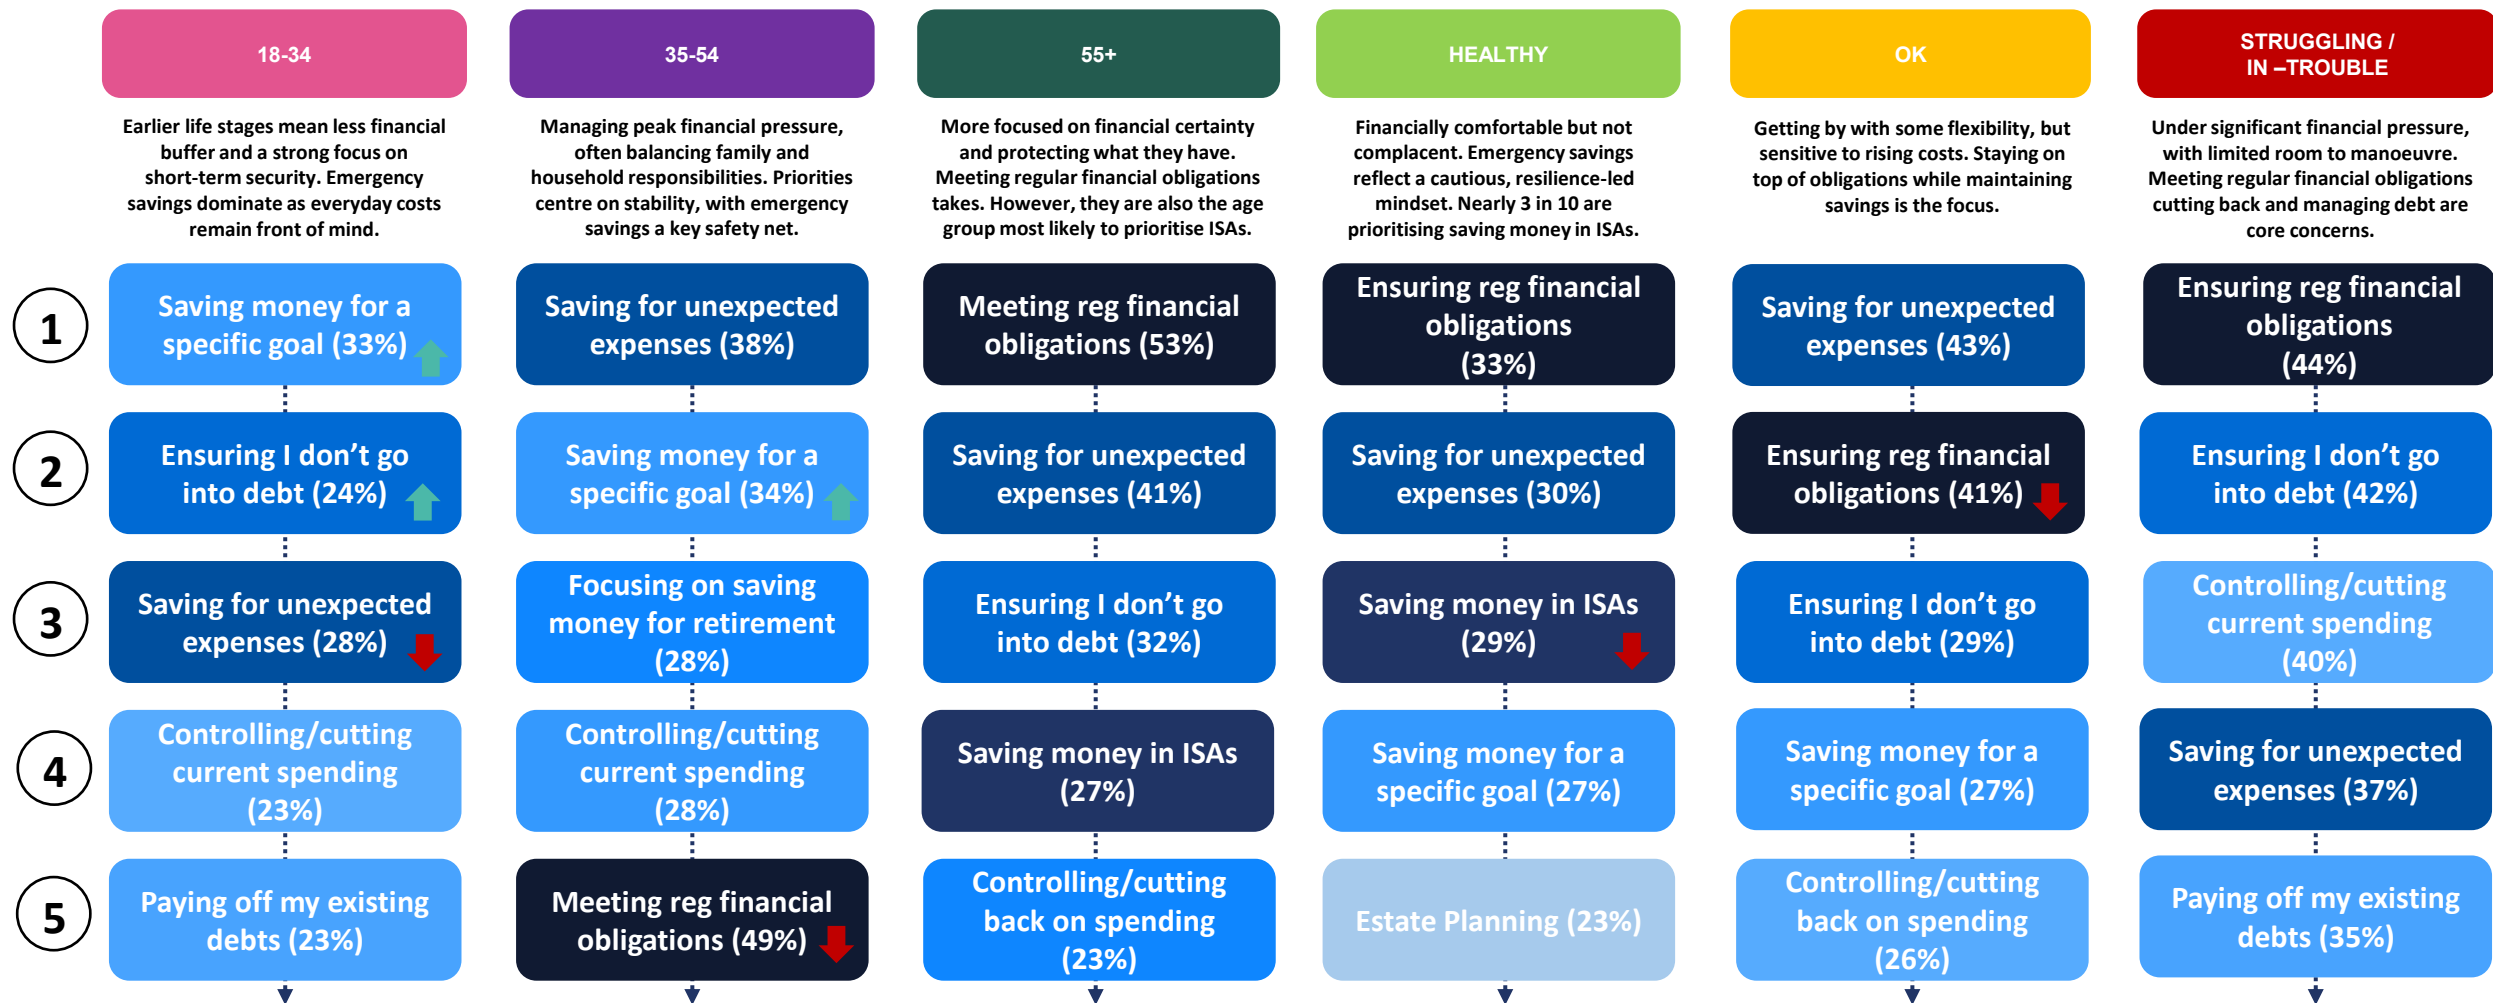 18-34
Earlier life stages mean less financial
buffer and a strong focus on
short-term security. Emergency
savings dominate as everyday costs
remain front of mind.
35-54
Managing peak financial pressure,
often balancing family and
household responsibilities. Priorities
centre on stability, with emergency
savings a key safety net.
55+
More focused on financial certainty
and protecting what they have.
Meeting regular financial obligations
takes. However, they are also the age
group most likely to prioritise ISAs.
HEALTHY
Financially comfortable but not
complacent. Emergency savings
reflect a cautious, resilience-led
mindset. Nearly 3 in 10 are
prioritising saving money in ISAs.
OK
Getting by with some flexibility, but
sensitive to rising costs. Staying on
top of obligations while maintaining
savings is the focus.
STRUGGLING /
IN –TROUBLE
Under significant financial pressure,
with limited room to manoeuvre.
Meeting regular financial obligations
cutting back and managing debt are
core concerns.
1
Saving money for a
specific goal (33%)
Saving for unexpected
expenses (38%)
Meeting reg financial
obligations (53%)
Ensuring reg financial
obligations
(33%)
Saving for unexpected
expenses (43%)
Ensuring reg financial
obligations
(44%)
2
Ensuring I don't go
into debt (24%)
Saving money for a
specific goal (34%)
Saving for unexpected
expenses (41%)
Saving for unexpected
expenses (30%)
Ensuring reg financial
obligations (41%)
Ensuring I don't go
into debt (42%)
3
Saving for unexpected
expenses (28%)
Focusing on saving
money for retirement
(28%)
Ensuring I don't go
into debt (32%)
Saving money in ISAs
(29%)
Ensuring I don't go
into debt (29%)
Controlling/cutting
current spending
(40%)
4
Controlling/cutting
current spending
(23%)
Controlling/cutting
current spending
(28%)
Saving money in ISAs
(27%)
Saving money for a
specific goal (27%)
Saving money for a
specific goal (27%)
Saving for unexpected
expenses (37%)
5
Paying off my existing
debts (23%)
Meeting reg financial
obligations (49%)
Controlling/cutting
back on spending
(23%)
Estate Planning (23%)
Controlling/cutting
back on spending
(26%)
Paying off my existing
debts (35%)